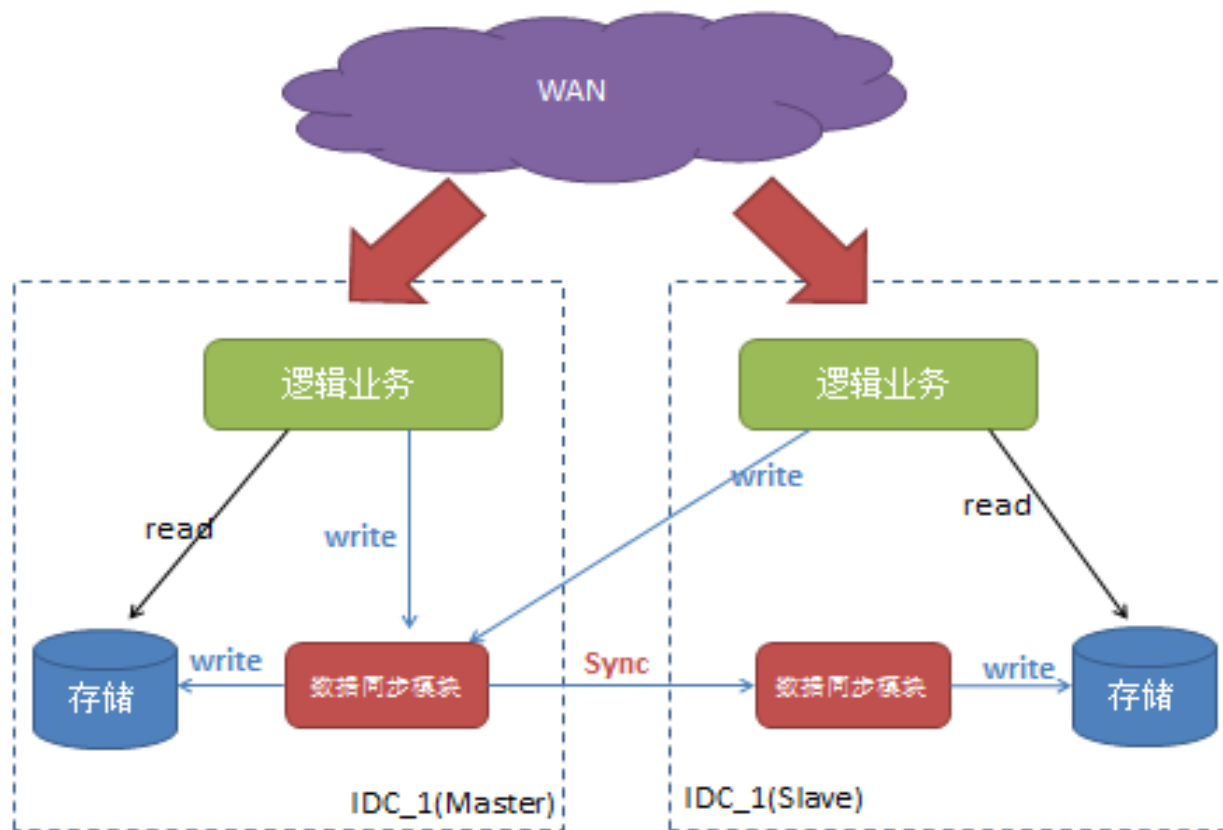 WAN
逻辑业务
逻辑业务
write
read
write
read
write
Sync
write
存储
数据同步模块
数据同步模块
存储
IDC_1(Master)
IDC_1(Slave)